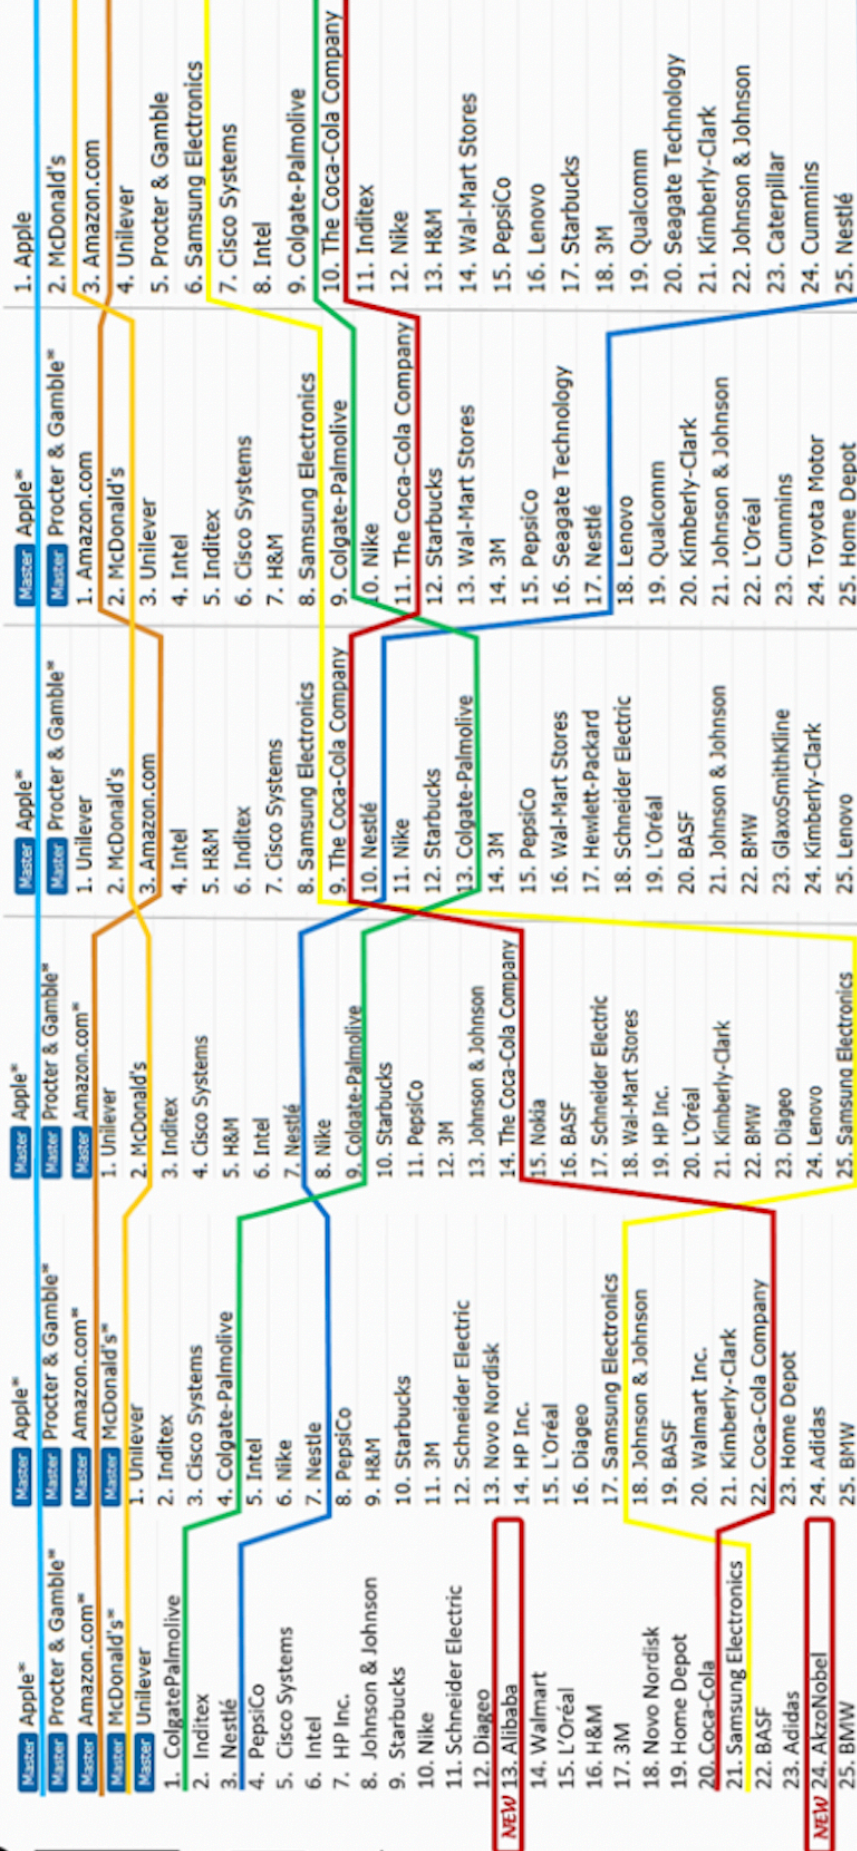 Master Apple*
Master Procter & Gamble*
Master Amazon.com*
Master McDonald's*
Master Unilever
1. ColgatePalmolive
2. Inditex
3. Nestlé
4. PepsiCo
5. Cisco Systems
6. Intel
7. HP Inc.
8. Johnson & Johnson
9. Starbucks
10. Nike
11. Schneider Electric
12. Diageo
NEW 13. Alibaba
14. Walmart
15. L'Oréal
16. H&M
17. 3M
18. Novo Nordisk
19. Home Depot
20. Coca-Cola
21. Samsung Electronics
22. BASF
23. Adidas
NEW 24. AkzoNobel
25. BMW
Master Apple*
Master Procter & Gamble*
Master Amazon.com*
Master McDonald's*
1. Unilever
2. Inditex
3. Cisco Systems
4. Colgate-Palmolive
5. Intel
6. Nike
7. Nestle
8. PepsiCo
9. H&M
10. Starbucks
11. 3M
12. Schneider Electric
13. Novo Nordisk
14. HP Inc.
15. L'Oréal
16. Diageo
17. Samsung Electronics
18. Johnson & Johnson
19. BASF
20. Walmart Inc.
21. Kimberly-Clark
22. Coca-Cola Company
23. Home Depot
24. Adidas
25. BMW
Master Apple*
Master Procter & Gamble*
Master Amazon.com*
1. Unilever
2. McDonald's
3. Inditex
4. Cisco Systems
5. H&M
6. Intel
7. Nestlé
8. Nike
9. Colgate-Palmolive
10. Starbucks
11. PepsiCo
12. 3M
13. Johnson & Johnson
14. The Coca-Cola Company
15. Nokia
16. BASF
17. Schneider Electric
18. Wal-Mart Stores
19. HP Inc.
20. L'Oréal
21. Kimberly-Clark
22. BMW
23. Diageo
24. Lenovo
25. Samsung Electronics
Master Apple*
Master Procter & Gamble*
1. Unilever
2. McDonald's
3. Amazon.com
4. Intel
5. H&M
6. Inditex
7. Cisco Systems
8. Samsung Electronics
9. The Coca-Cola Company
10. Nestlé
11. Nike
12. Starbucks
13. Colgate-Palmolive
14. 3M
15. PepsiCo
16. Wal-Mart Stores
17. Hewlett-Packard
18. Schneider Electric
19. L'Oréal
20. BASF
21. Johnson & Johnson
22. BMW
23. GlaxoSmithKline
24. Kimberly-Clark
25. Lenovo
Master Apple*
Master Procter & Gamble*
1. Amazon.com
2. McDonald's
3. Unilever
4. Intel
5. Inditex
6. Cisco Systems
7. H&M
8. Samsung Electronics
9. Colgate-Palmolive
10. Nike
11. The Coca-Cola Company
12. Starbucks
13. Wal-Mart Stores
14. 3M
15. PepsiCo
16. Seagate Technology
17. Nestlé
18. Lenovo
19. Qualcomm
20. Kimberly-Clark
21. Johnson & Johnson
22. L'Oréal
23. Cummins
24. Toyota Motor
25. Home Depot
1. Apple
2. McDonald's
3. Amazon.com
4. Unilever
5. Procter & Gamble
6. Samsung Electronics
7. Cisco Systems
8. Intel
9. Colgate-Palmolive
10. The Coca-Cola Company
11. Inditex
12. Nike
13. H&M
14. Wal-Mart Stores
15. PepsiCo
16. Lenovo
17. Starbucks
18. 3M
19. Qualcomm
20. Seagate Technology
21. Kimberly-Clark
22. Johnson & Johnson
23. Caterpillar
24. Cummins
25. Nestlé